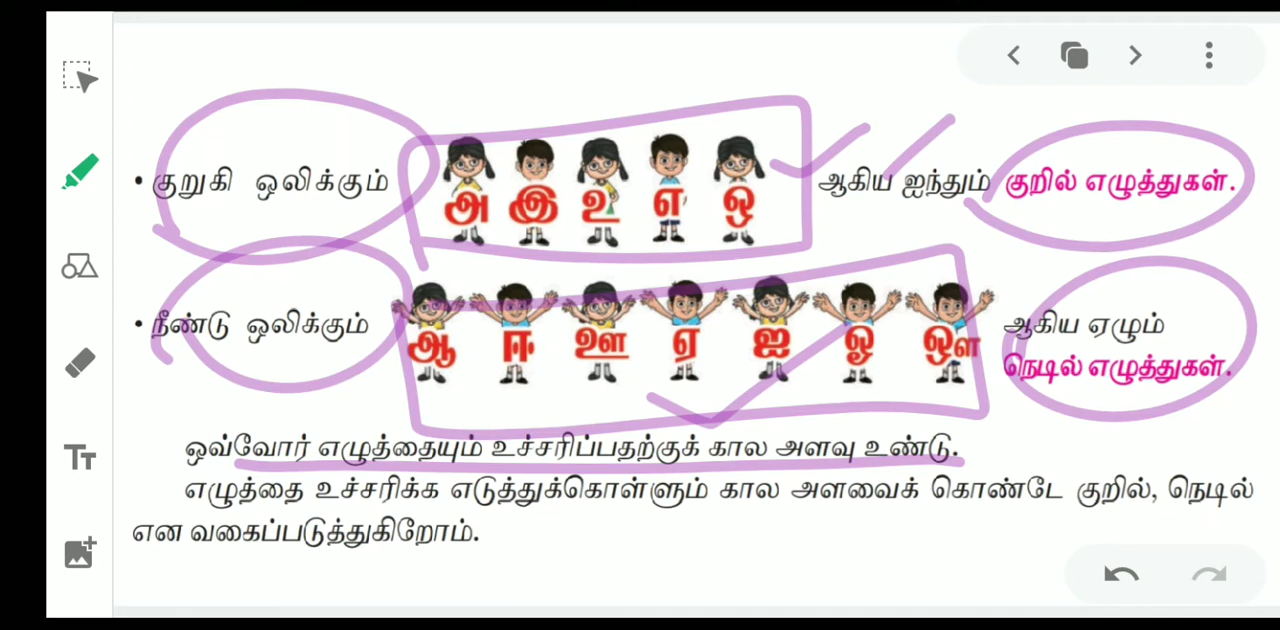 • குறுகி ஒலிக்கும் அ இ உ எ ஒ ஆகிய ஐந்தும் குறில் எழுத்துகள்.
• நீண்டு ஒலிக்கும் ஆ ஈ ஊ ஏ ஐ ஓ ஔ ஆகிய ஏழும்
நெடில் எழுத்துகள்.
ஒவ்வோர் எழுத்தையும் உச்சரிப்பதற்குக் கால அளவு உண்டு.
எழுத்தை உச்சரிக்க எடுத்துக்கொள்ளும் கால அளவைக் கொண்டே குறில், நெடில்
என வகைப்படுத்துகிறோம்.
TT